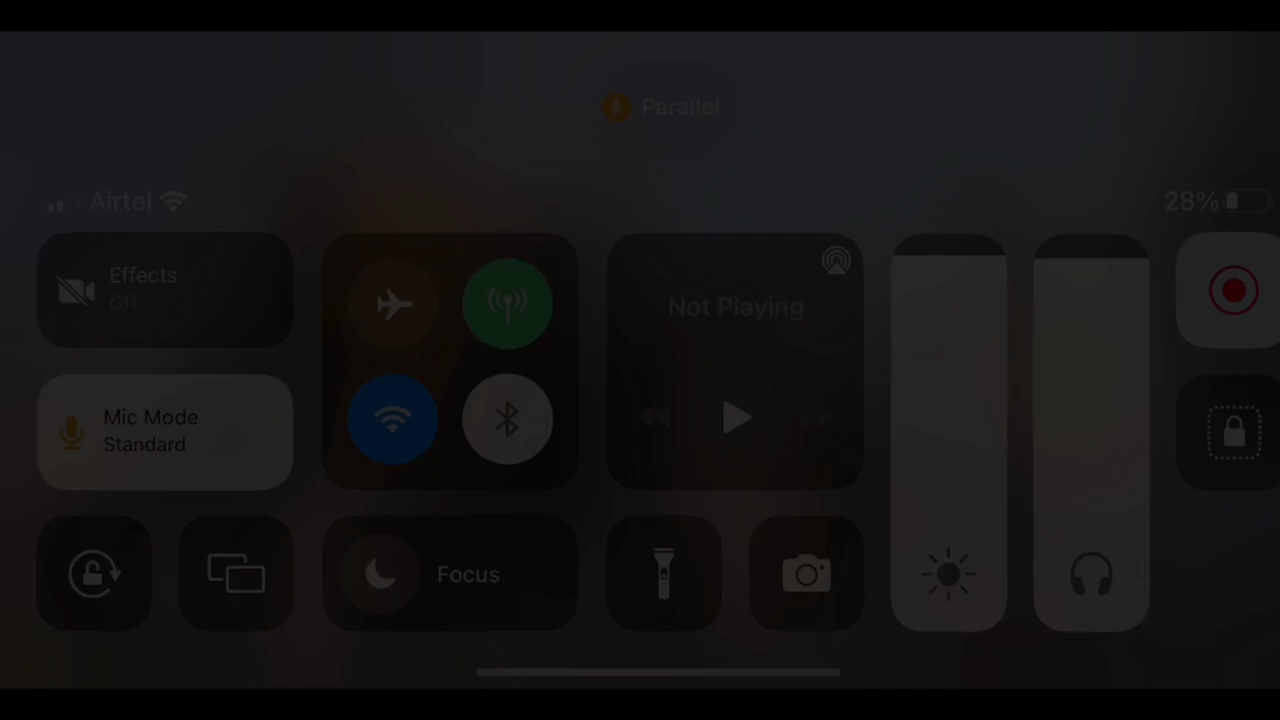 Parallel
Airtel
28%
Effects
Off
Not Playing
Mic Mode
Standard
Focus